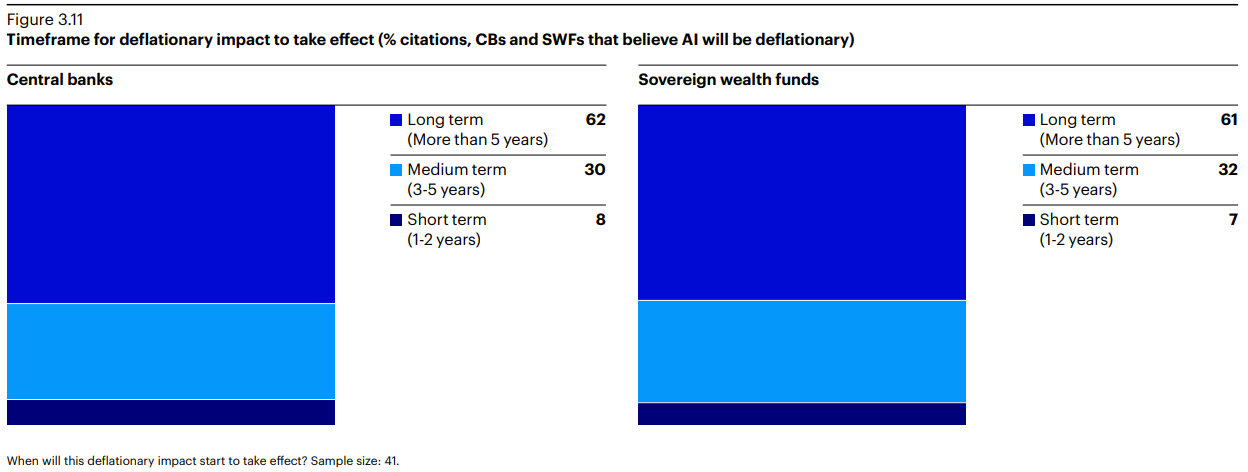 Figure 3.11
Timeframe for deflationary impact to take effect (% citations, CBs and SWFs that believe AI will be deflationary)
Central banks
Long term 62
(More than 5 years)
Medium term 30
(3-5 years)
Short term 8
(1-2 years)
Sovereign wealth funds
Long term 61
(More than 5 years)
Medium term 32
(3-5 years)
Short term 7
(1-2 years)
When will this deflationary impact start to take effect? Sample size: 41.